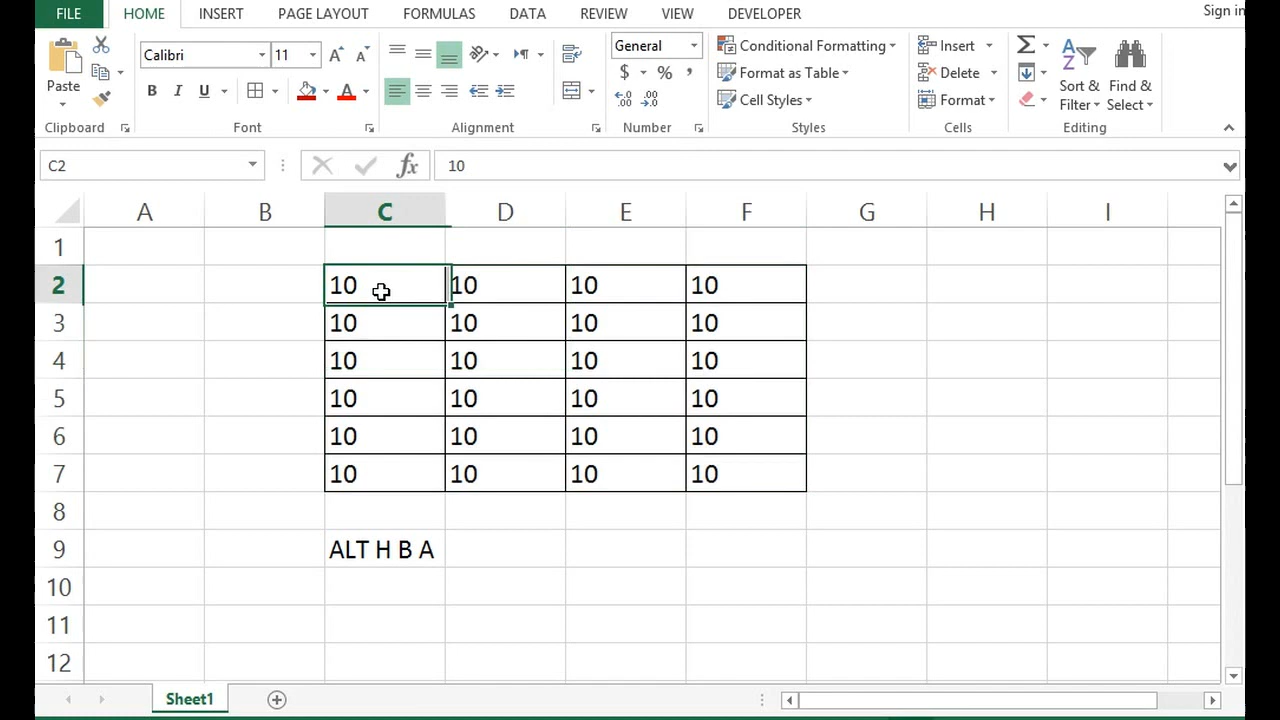 FILE HOME INSERT PAGE LAYOUT FORMULAS DATA REVIEW VIEW DEVELOPER Sign in
Calibri 11 General Conditional Formatting Insert
Paste B I U A $ % , Format as Table Delete Sort & Filter Find & Select
Cell Styles Format
Clipboard Font Alignment Number Styles Cells Editing
C2 fx 10
A B C D E F G H I
1
2 10 10 10 10
3 10 10 10 10
4 10 10 10 10
5 10 10 10 10
6 10 10 10 10
7 10 10 10 10
8
9 ALT H B A
10
11
12
Sheet1